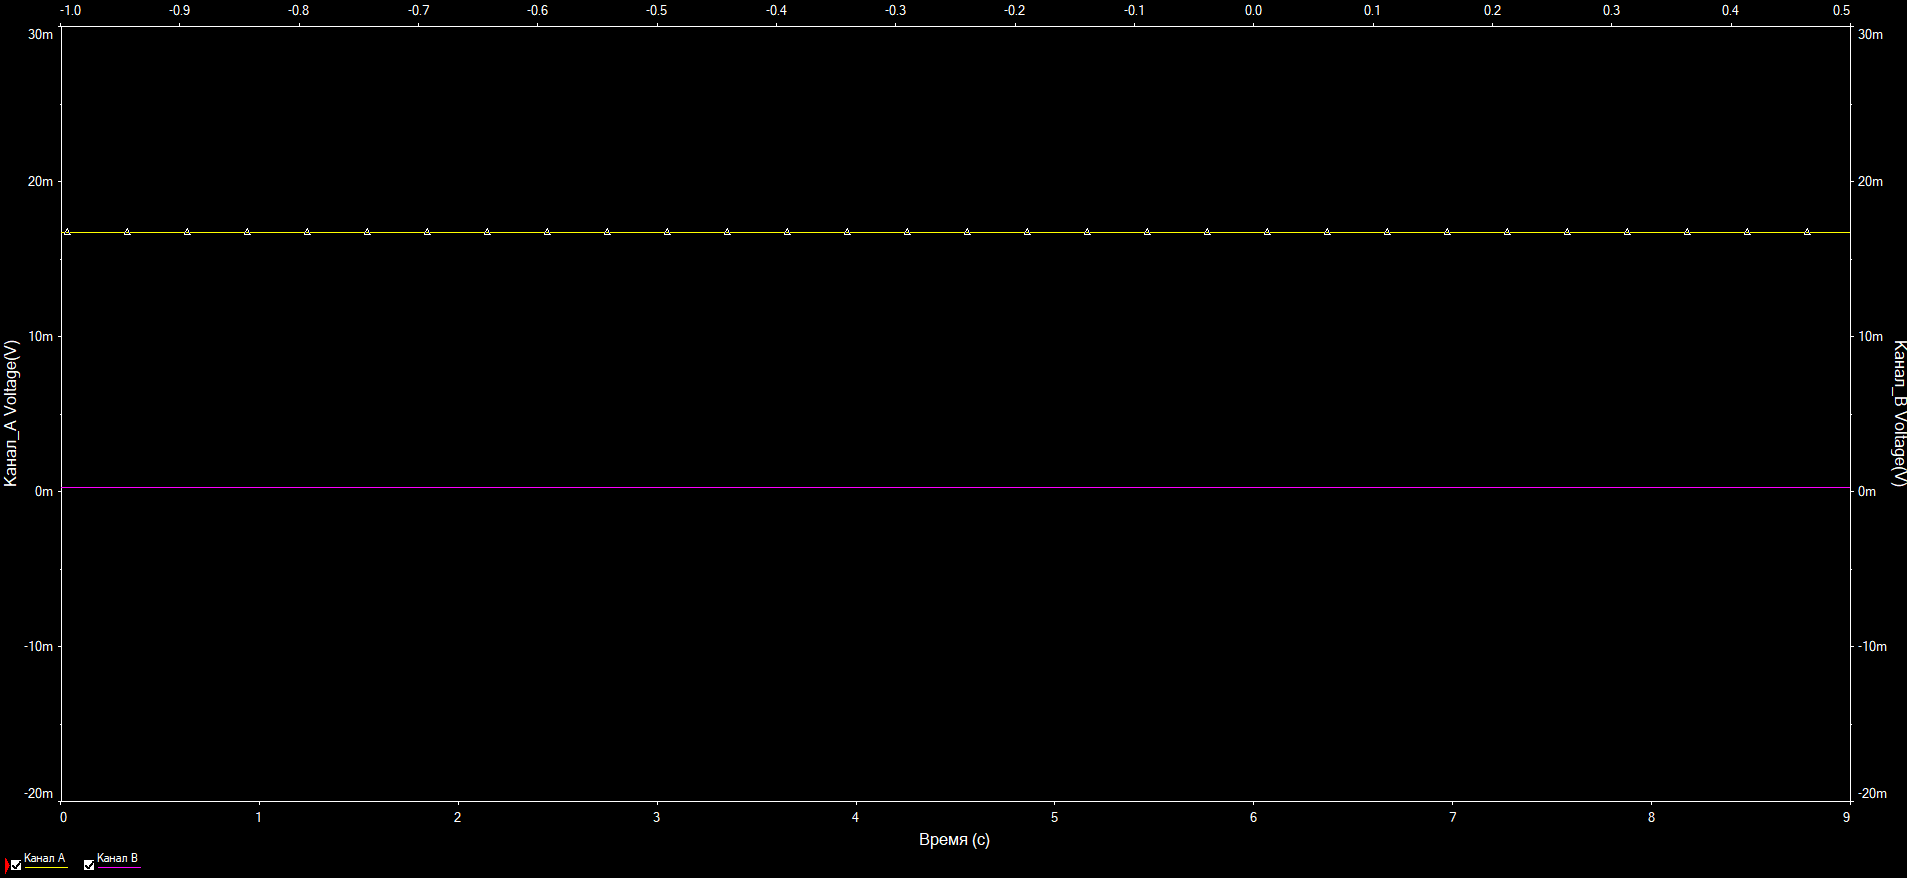 -1.0 -0.9 -0.8 -0.7 -0.6 -0.5 -0.4 -0.3 -0.2 -0.1 0.0 0.1 0.2 0.3 0.4 0.5
30m 30m
20m 20m
10m 10m
Канал_A Voltage(V)
Канал_B Voltage(V)
0m 0m
-10m -10m
-20m -20m
0 1 2 3 4 5 6 7 8 9
Время (с)
Канал A Канал B